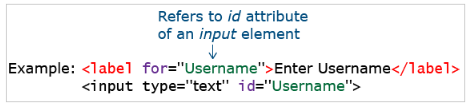 Refers to id attribute
of an input element
Example: <label for="Username">Enter Username</label>
<input type="text" id="Username">